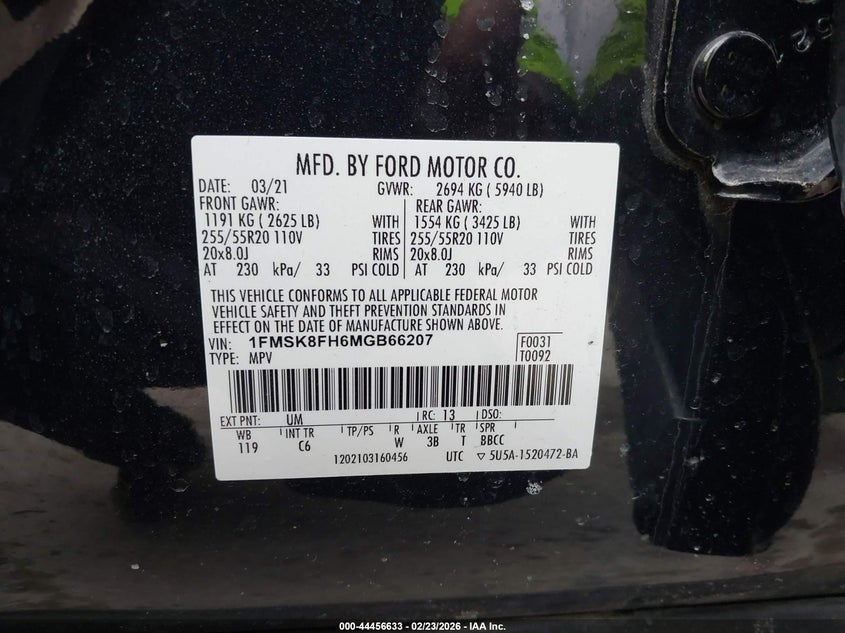 527
MFD. BY FORD MOTOR CO.
DATE: 03/21 GVWR: 2694 KG ( 5940 LB)
FRONT GAWR: REAR GAWR:
1191 KG ( 2625 LB) WITH 1554 KG ( 3425 LB) WITH
255/55R20 110V TIRES 255/55R20 110V TIRES
20x8.0J RIMS 20x8.0J RIMS
AT 230 kPa/ 33 PSI COLD AT 230 kPa/ 33 PSI COLD
THIS VEHICLE CONFORMS TO ALL APPLICABLE FEDERAL MOTOR
VEHICLE SAFETY AND THEFT PREVENTION STANDARDS IN
EFFECT ON THE DATE OF MANUFACTURE SHOWN ABOVE.
VIN: 1FMSK8FH6MGB66207 F0031
TYPE: MPV T0092
EXT PNT: UM RC: 13 DSO:
WB INT TR TP/PS R AXLE TR SPR
119 C6 W 3B T BBCC
1202103160456 UTC ▽ 5U5A-1520472-BA
000-44456633 - 02/23/2026 - IAA Inc.